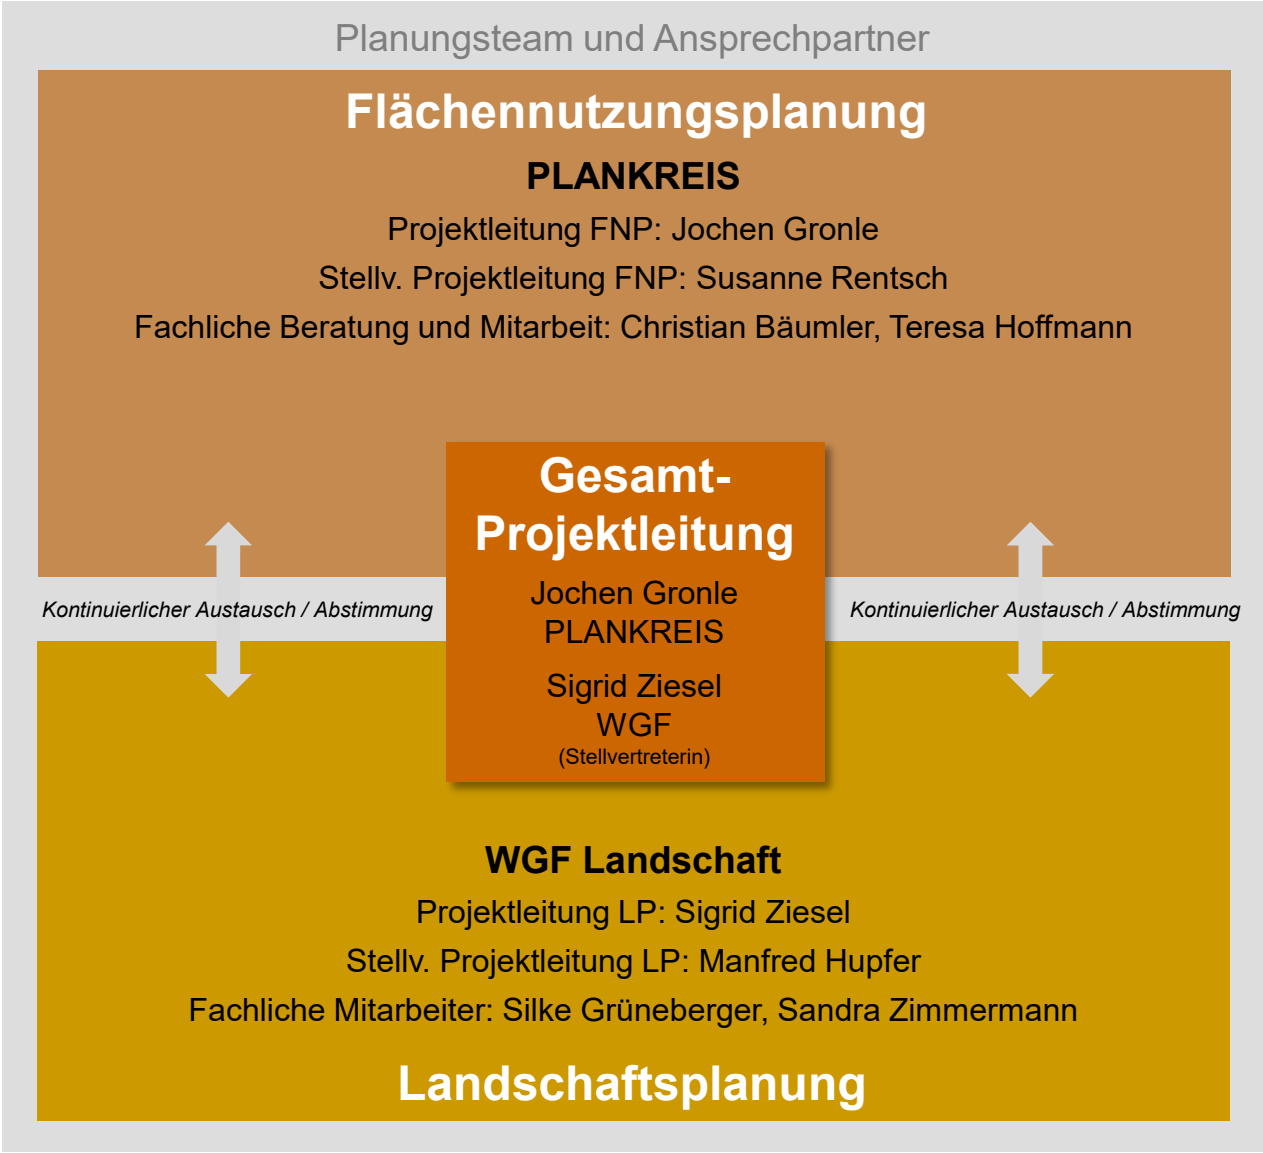 Planungsteam und Ansprechpartner
Flächennutzungsplanung
PLANKREIS
Projektleitung FNP: Jochen Gronle
Stellv. Projektleitung FNP: Susanne Rentsch
Fachliche Beratung und Mitarbeit: Christian Bäumler, Teresa Hoffmann
Gesamt-
Projektleitung
Jochen Gronle
PLANKREIS
Sigrid Ziesel
WGF
(Stellvertreterin)
Kontinuierlicher Austausch / Abstimmung
Kontinuierlicher Austausch / Abstimmung
WGF Landschaft
Projektleitung LP: Sigrid Ziesel
Stellv. Projektleitung LP: Manfred Hupfer
Fachliche Mitarbeiter: Silke Grüneberger, Sandra Zimmermann
Landschaftsplanung